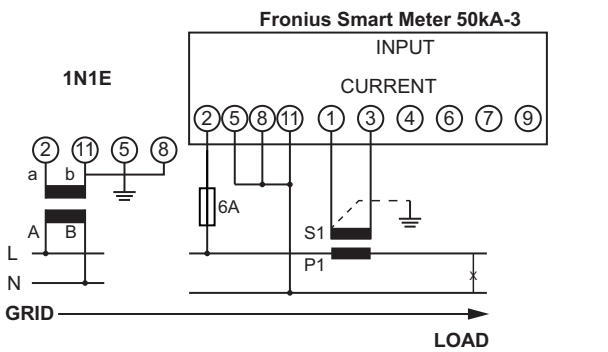 Fronius Smart Meter 50kA-3
INPUT
1N1E
CURRENT
2 5 8 11 1 3 4 6 7 9
2 11 5 8
a b
6A
A B
S1
L
P1
x
N
GRID
LOAD